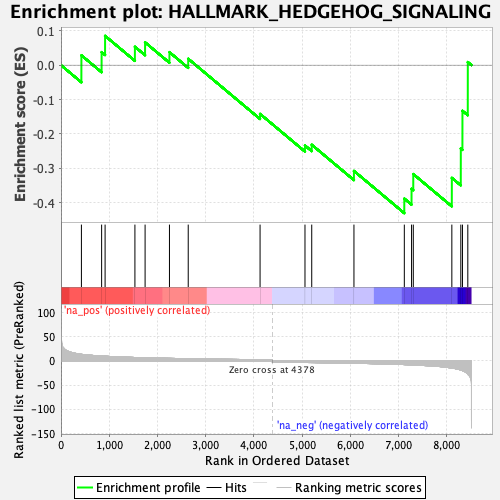 Enrichment plot: HALLMARK_HEDGEHOG_SIGNALING
Enrichment score (ES)
0.1
0.0
-0.1
-0.2
-0.3
-0.4
'na_pos' (positively correlated)
Ranked list metric (PreRanked)
100
50
0
-50
-100
-150
Zero cross at 4378
'na_neg' (negatively correlated)
0 1,000 2,000 3,000 4,000 5,000 6,000 7,000 8,000
Rank in Ordered Dataset
Enrichment profile Hits Ranking metric scores